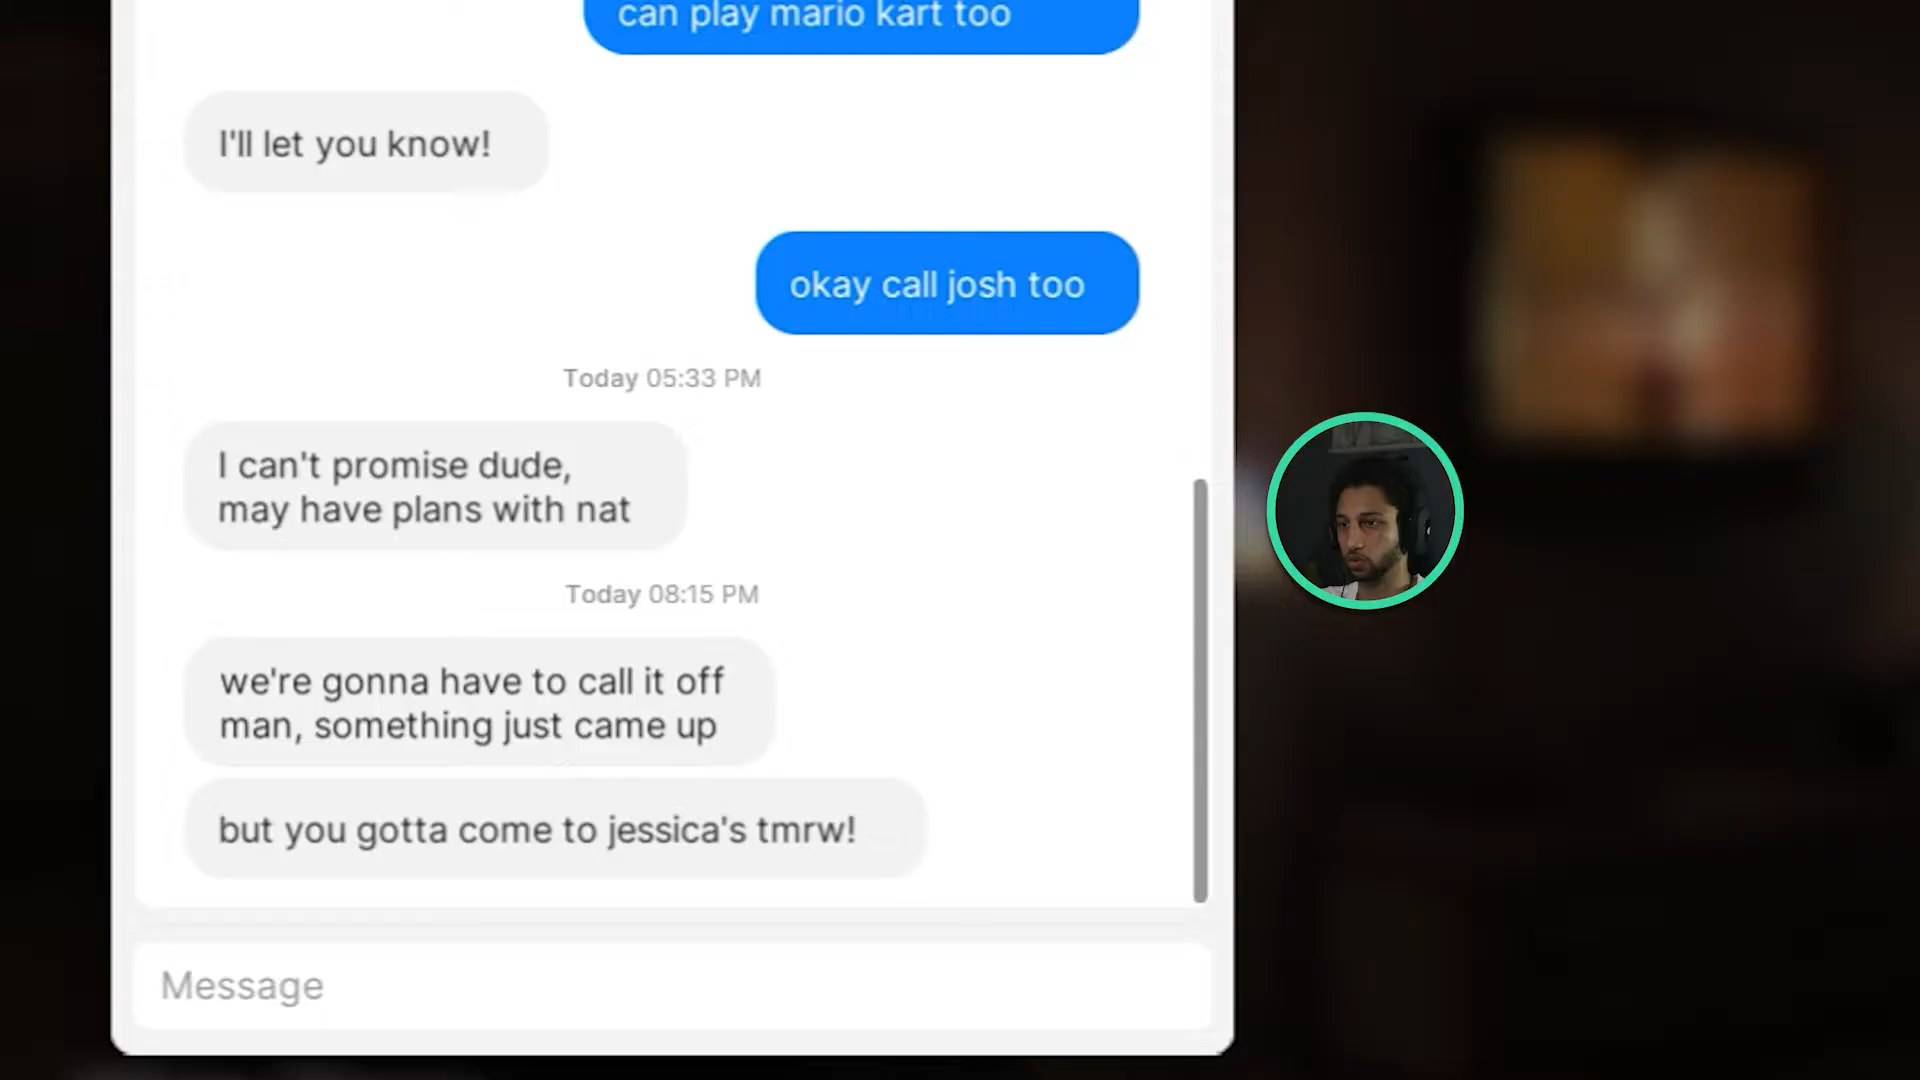 can play mario kart too
I'll let you know!
okay call josh too
Today 05:33 PM
I can't promise dude,
may have plans with nat
Today 08:15 PM
we're gonna have to call it off
man, something just came up
but you gotta come to jessica's tmrw!
Message